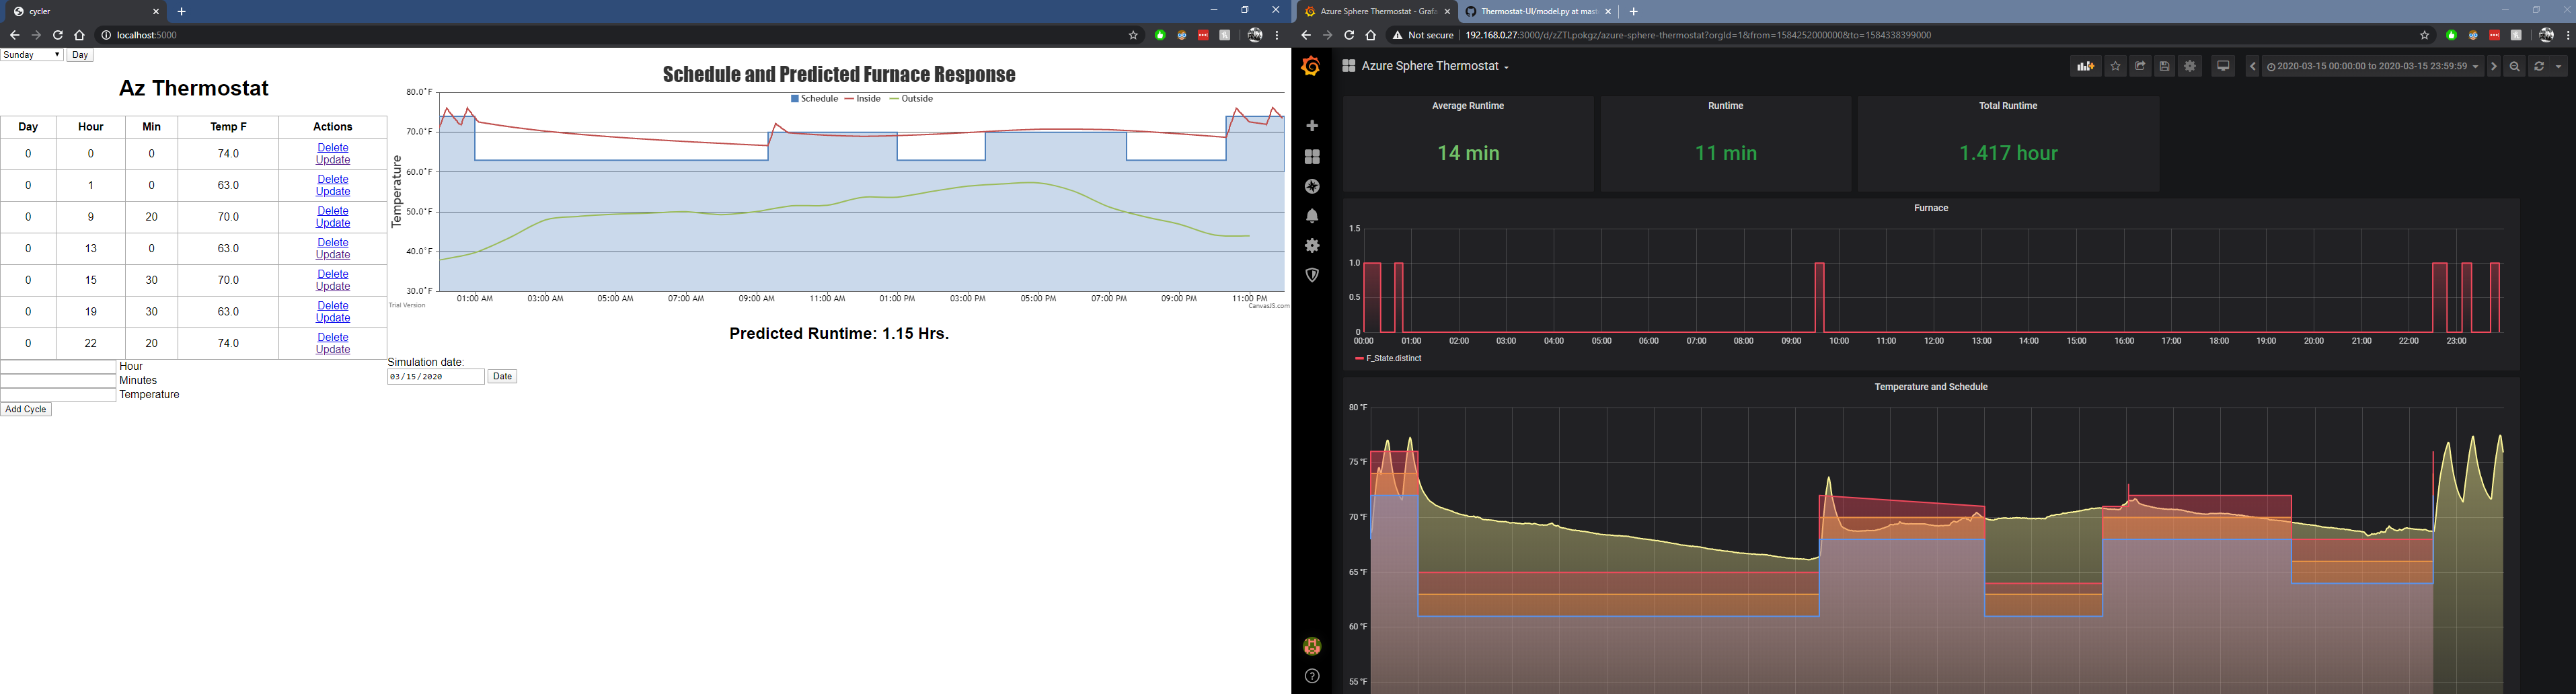 cycler
localhost:5000
Sunday
Day
Az Thermostat
Day Hour Min Temp F Actions
0 0 0 74.0 Delete Update
0 1 0 63.0 Delete Update
0 9 20 70.0 Delete Update
0 13 0 63.0 Delete Update
0 15 30 70.0 Delete Update
0 19 30 63.0 Delete Update
0 22 20 74.0 Delete Update
Hour
Minutes
Temperature
Add Cycle
Schedule and Predicted Furnace Response
Schedule Inside Outside
Temperature
80.0°F
70.0°F
60.0°F
50.0°F
40.0°F
30.0°F
01:00 AM 03:00 AM 05:00 AM 07:00 AM 09:00 AM 11:00 AM 01:00 PM 03:00 PM 05:00 PM 07:00 PM 09:00 PM 11:00 PM
Trial Version
CanvasJS.com
Predicted Runtime: 1.15 Hrs.
Simulation date:
03/15/2020
Date
Azure Sphere Thermostat - Grafa
Thermostat-UI/model.py at mast
Not secure
192.168.0.27:3000/d/zZTLpokgz/azure-sphere-thermostat?orgId=1&from=1584252000000&to=1584338399000
Azure Sphere Thermostat
2020-03-15 00:00:00 to 2020-03-15 23:59:59
Average Runtime
14 min
Runtime
11 min
Total Runtime
1.417 hour
Furnace
1.5
1.0
0.5
0
00:00 01:00 02:00 03:00 04:00 05:00 06:00 07:00 08:00 09:00 10:00 11:00 12:00 13:00 14:00 15:00 16:00 17:00 18:00 19:00 20:00 21:00 22:00 23:00
F_State.distinct
Temperature and Schedule
80 °F
75 °F
70 °F
65 °F
60 °F
55 °F